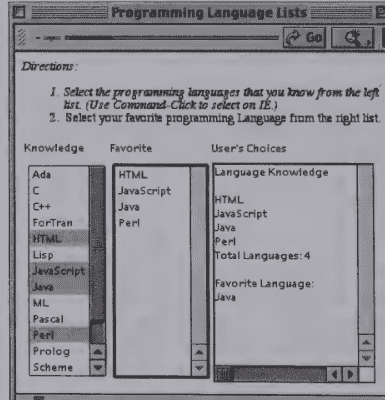 Programming Language Lists
Go
Directions:
1. Select the programming languages that you know from the left
list. (Use Command-Click to select on IE.)
2. Select your favorite programming Language from the right list.
Knowledge
Ada
C
C++
ForTran
HTML
Lisp
JavaScript
Java
ML
Pascal
Perl
Prolog
Scheme
Favorite
HTML
JavaScript
Java
Perl
User's Choices
Language Knowledge
HTML
JavaScript
Java
Perl
Total Languages: 4
Favorite Language:
Java